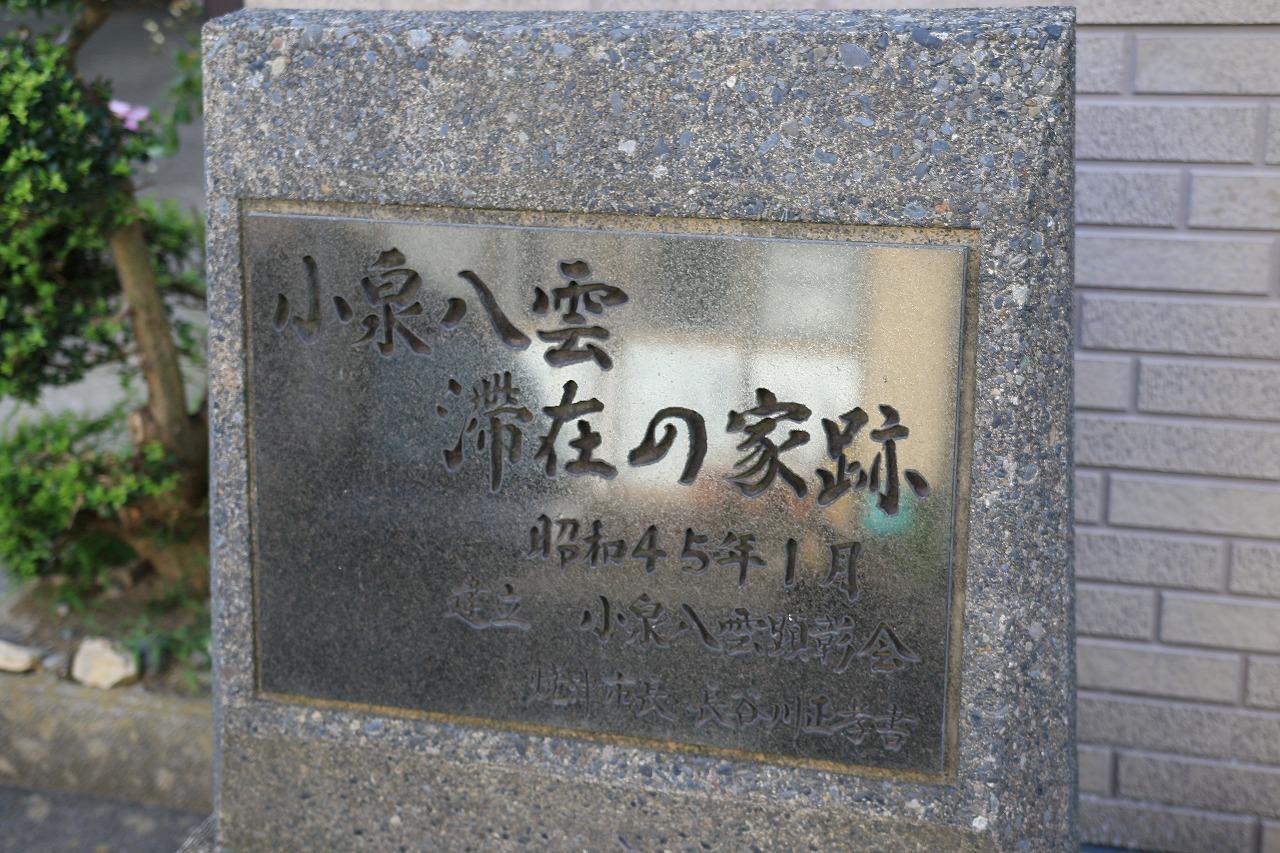 小泉八雲
滞在の家跡
昭和45年1月
建立 小泉八雲顕彰会
焼津市長 長谷川正